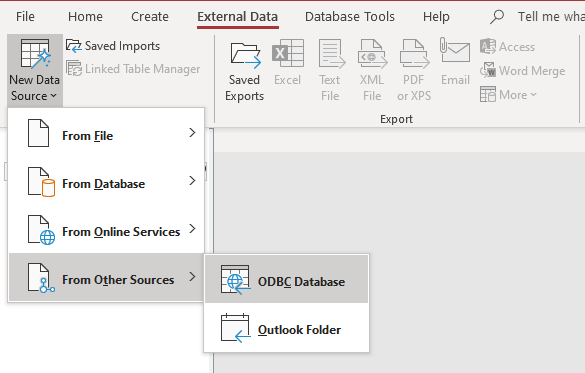 File Home Create External Data Database Tools Help Tell me wha
New Data
Source
Saved Imports
Linked Table Manager
Saved
Exports
Excel
Text
File
XML
File
PDF
or XPS
Email
Access
Word Merge
More
Export
From File
From Database
From Online Services
From Other Sources
ODBC Database
Outlook Folder